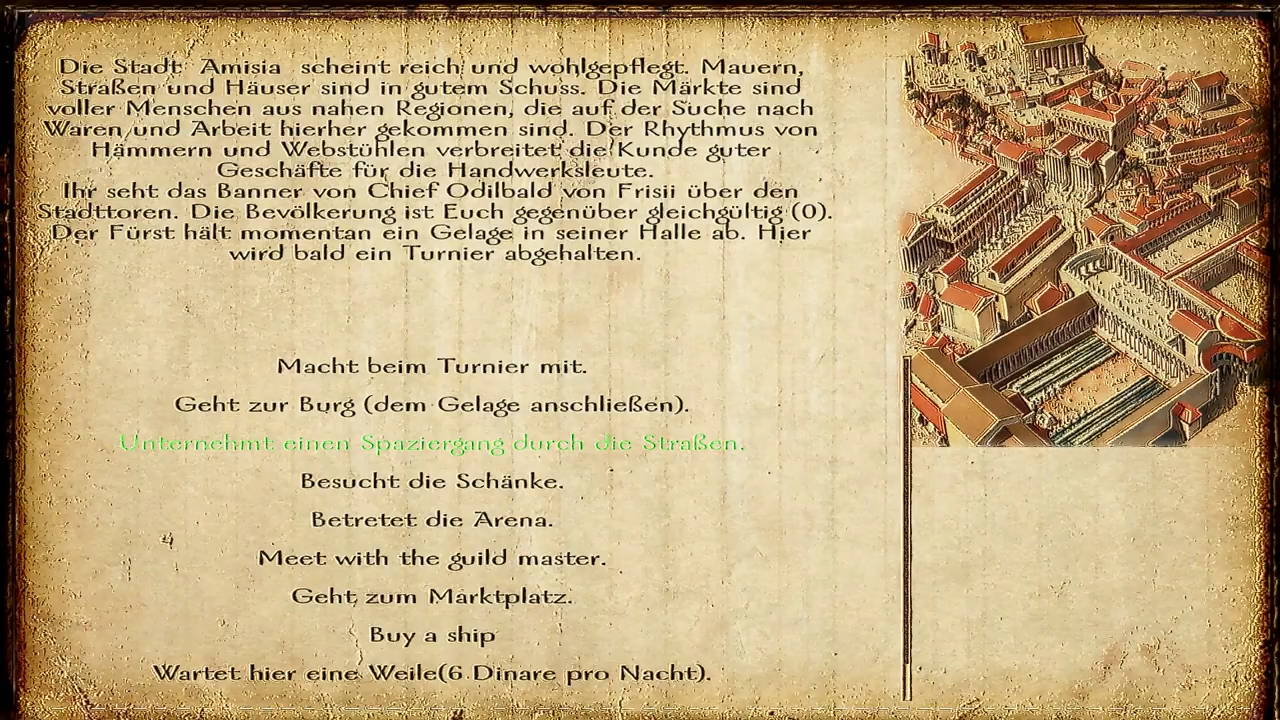 Die Stadt Amisia scheint reich und wohlgepflegt. Mauern,
Straßen und Häuser sind in gutem Schuss. Die Märkte sind
voller Menschen aus nahen Regionen, die auf der Suche nach
Waren und Arbeit hierher gekommen sind. Der Rhythmus von
Hämmern und Webstühlen verbreitet die Kunde guter
Geschäfte für die Handwerksleute.
Ihr seht das Banner von Chief Odilbald von Frisii über den
Stadttoren. Die Bevölkerung ist Euch gegenüber gleichgültig (0).
Der Fürst hält momentan ein Gelage in seiner Halle ab. Hier
wird bald ein Turnier abgehalten.
Macht beim Turnier mit.
Geht zur Burg (dem Gelage anschließen).
Unternehmt einen Spaziergang durch die Straßen.
Besucht die Schänke.
Betretet die Arena.
Meet with the guild master.
Geht zum Marktplatz.
Buy a ship
Wartet hier eine Weile(6 Dinare pro Nacht).